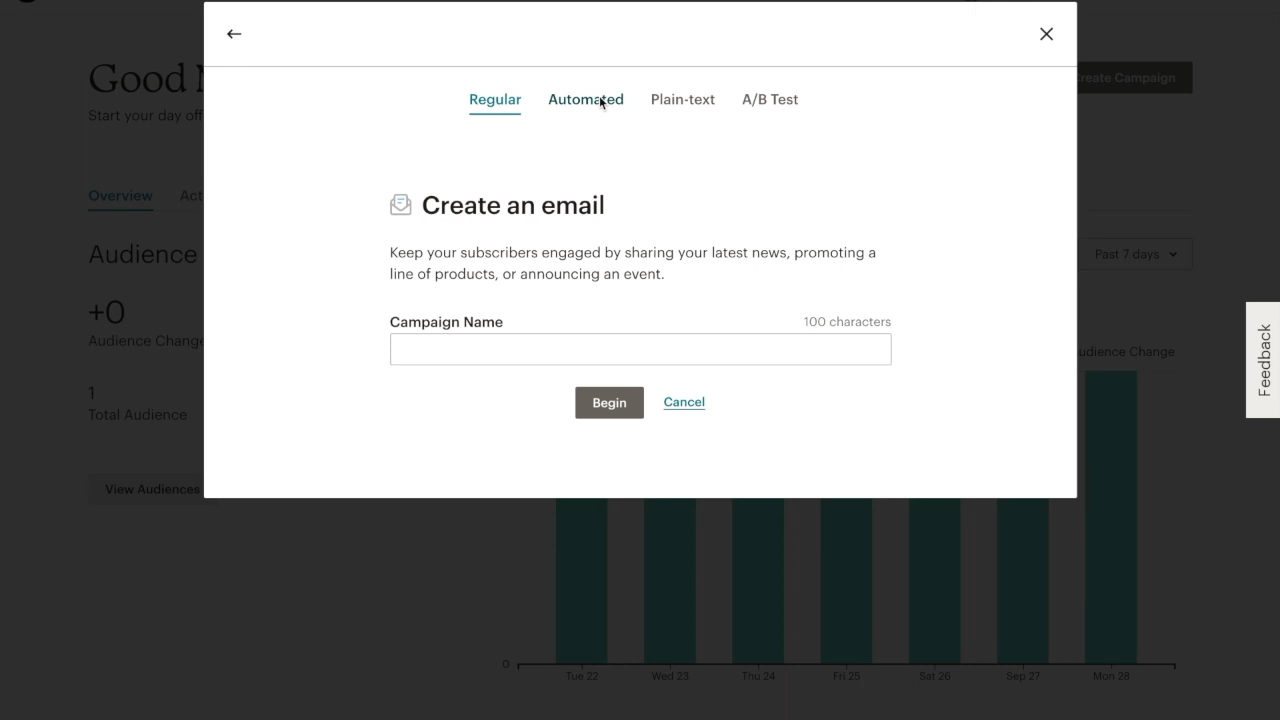 Good
Create Campaign
Start your day off
Overview Act
Audience
Past 7 days
+0
Audience Change
1
Total Audience
View Audiences
Regular Automated Plain-text A/B Test
Create an email
Keep your subscribers engaged by sharing your latest news, promoting a
line of products, or announcing an event.
Campaign Name 100 characters
Begin Cancel
Audience Change
0
Tue 22 Wed 23 Thu 24 Fri 25 Sat 26 Sep 27 Mon 28
Feedback